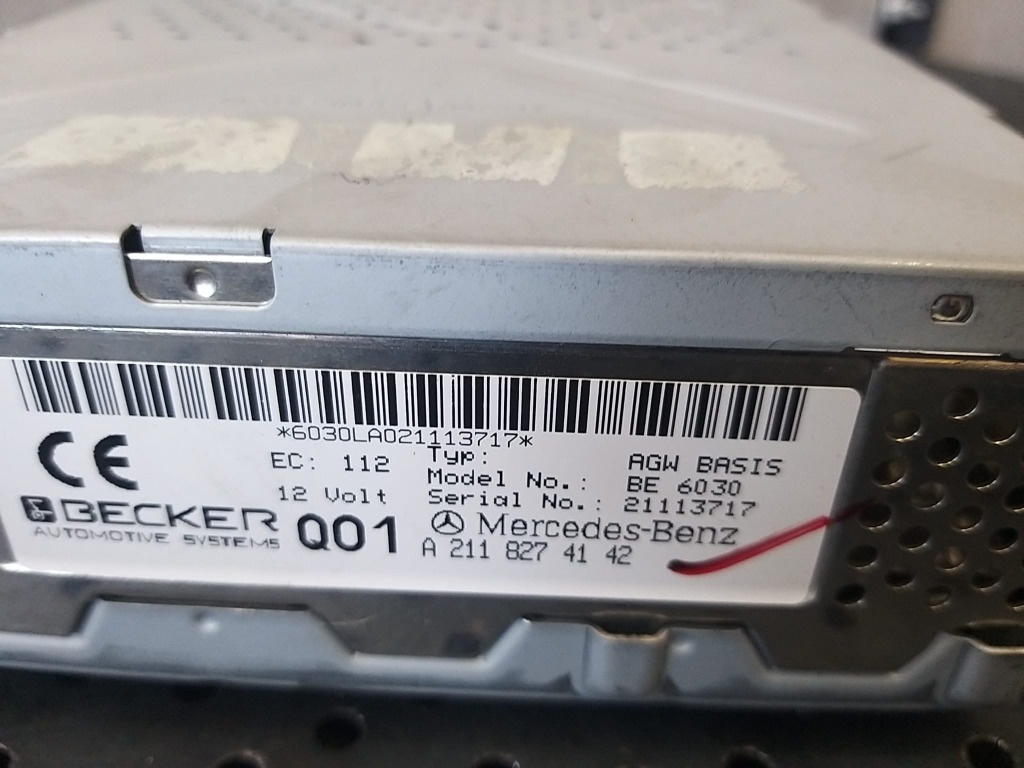 *6030LA021113717*
CE
EC: 112
12 Volt
Typ: AGW BASIS
Model No.: BE 6030
Serial No.: 21113717
BECKER
AUTOMOTIVE SYSTEMS
Q01
Mercedes-Benz
A 211 827 41 42